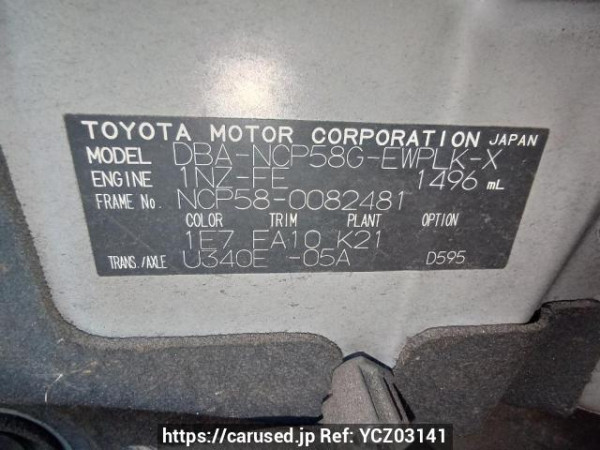 TOYOTA MOTOR CORPORATION JAPAN
MODEL DBA-NCP58G-EWPLK-X
ENGINE 1NZ-FE 1496 mL
FRAME No. NCP58-0082481
COLOR TRIM PLANT OPTION
1E7 FA10 K21
TRANS./AXLE U340E -05A D595
https://carused.jp Ref: YCZ03141